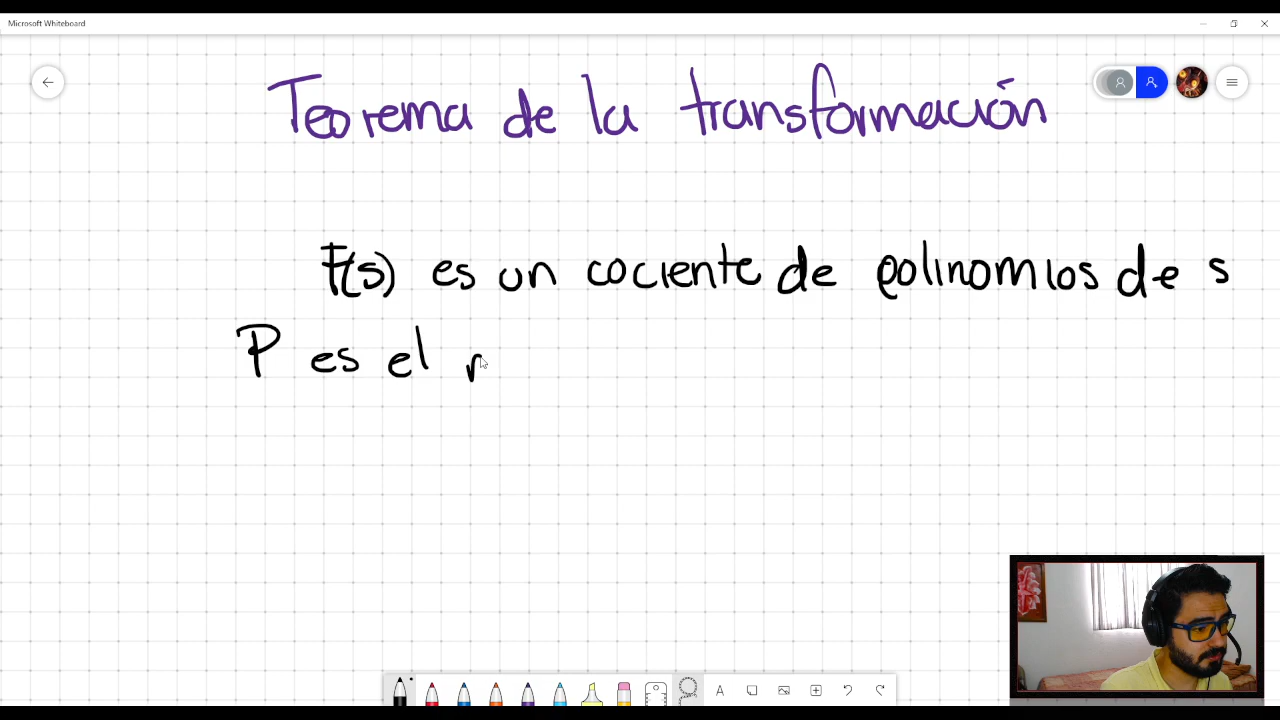 Microsoft Whiteboard
Teorema de la transformación
F(s) es un cociente de polinomios de s
P es el